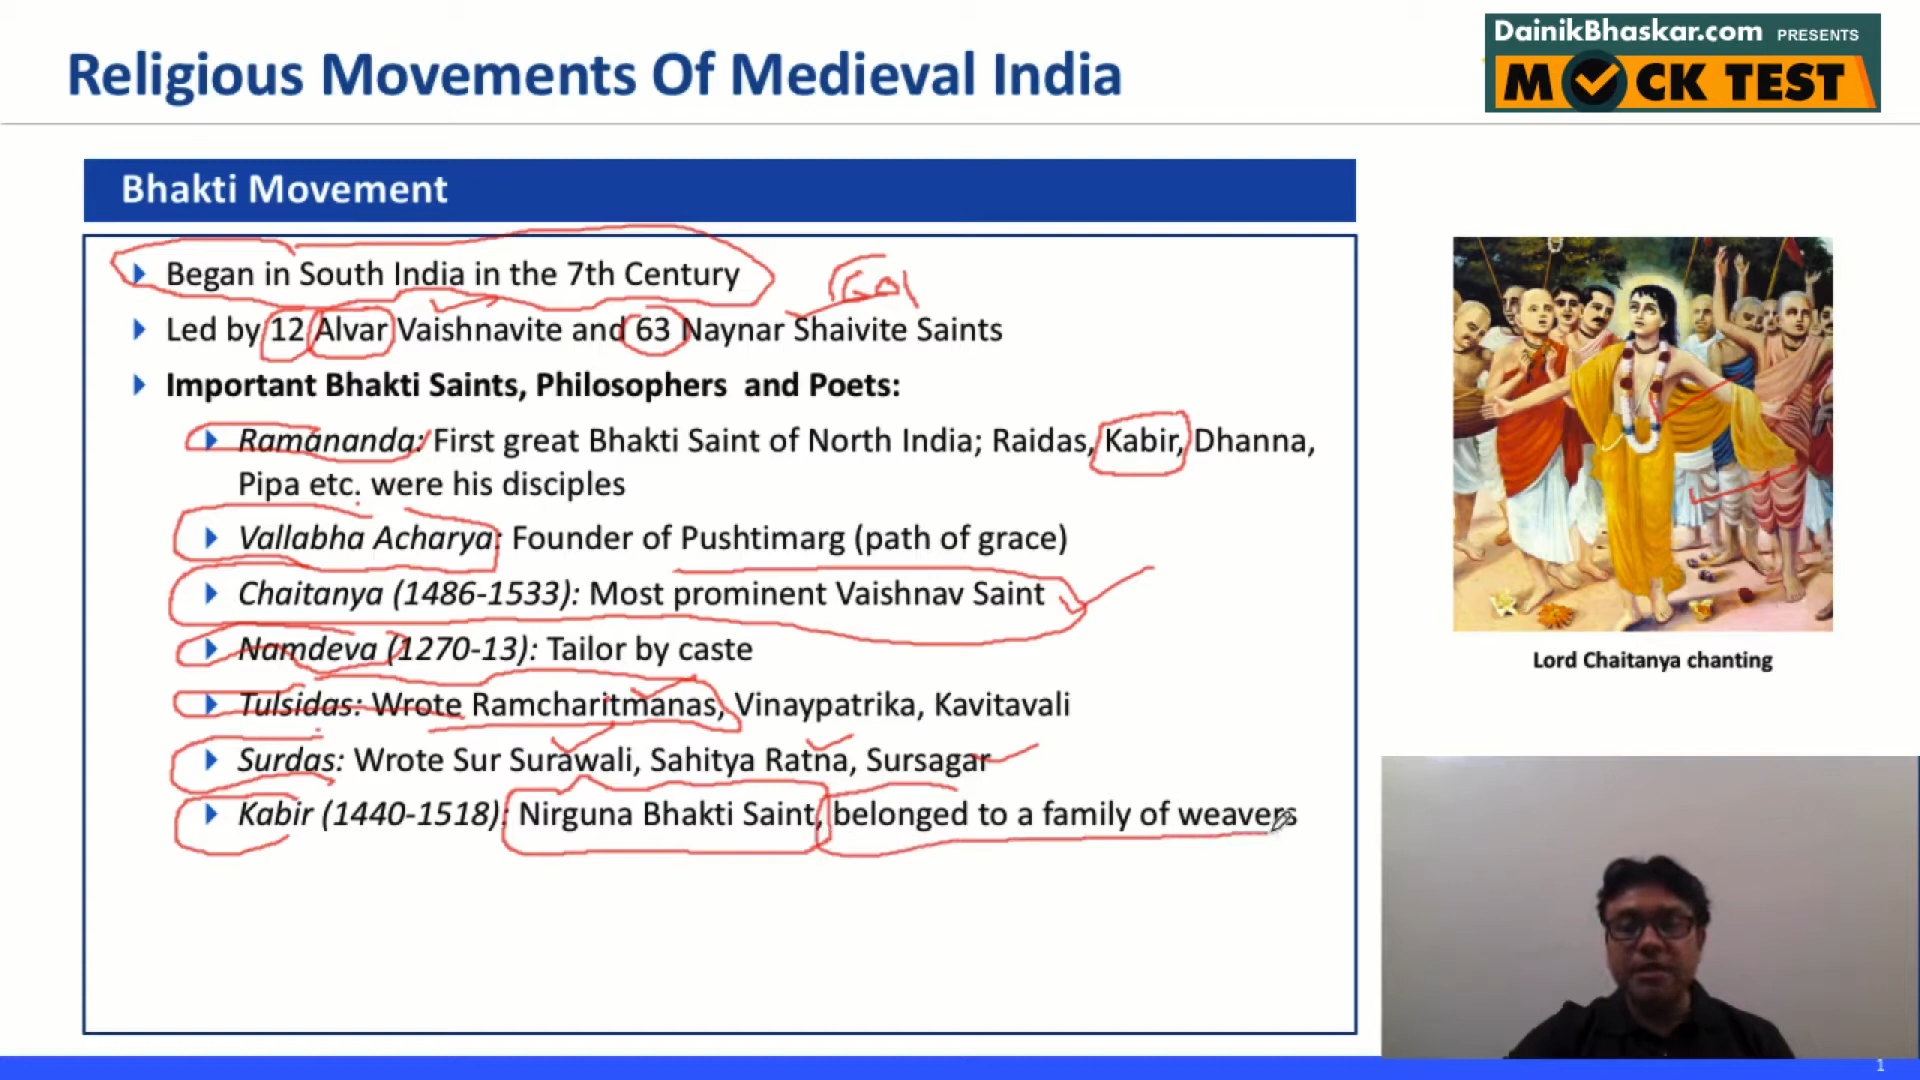 Religious Movements Of Medieval India
DainikBhaskar.com PRESENTS
MOCK TEST
Bhakti Movement
Began in South India in the 7th Century
Led by 12 Alvar Vaishnavite and 63 Naynar Shaivite Saints
Important Bhakti Saints, Philosophers and Poets:
Ramananda: First great Bhakti Saint of North India; Raidas, Kabir, Dhanna,
Pipa etc. were his disciples
Vallabha Acharya: Founder of Pushtimarg (path of grace)
Chaitanya (1486-1533): Most prominent Vaishnav Saint
Namdeva (1270-13): Tailor by caste
Tulsidas: Wrote Ramcharitmanas, Vinaypatrika, Kavitavali
Surdas: Wrote Sur Surawali, Sahitya Ratna, Sursagar
Kabir (1440-1518): Nirguna Bhakti Saint, belonged to a family of weavers
Lord Chaitanya chanting
1